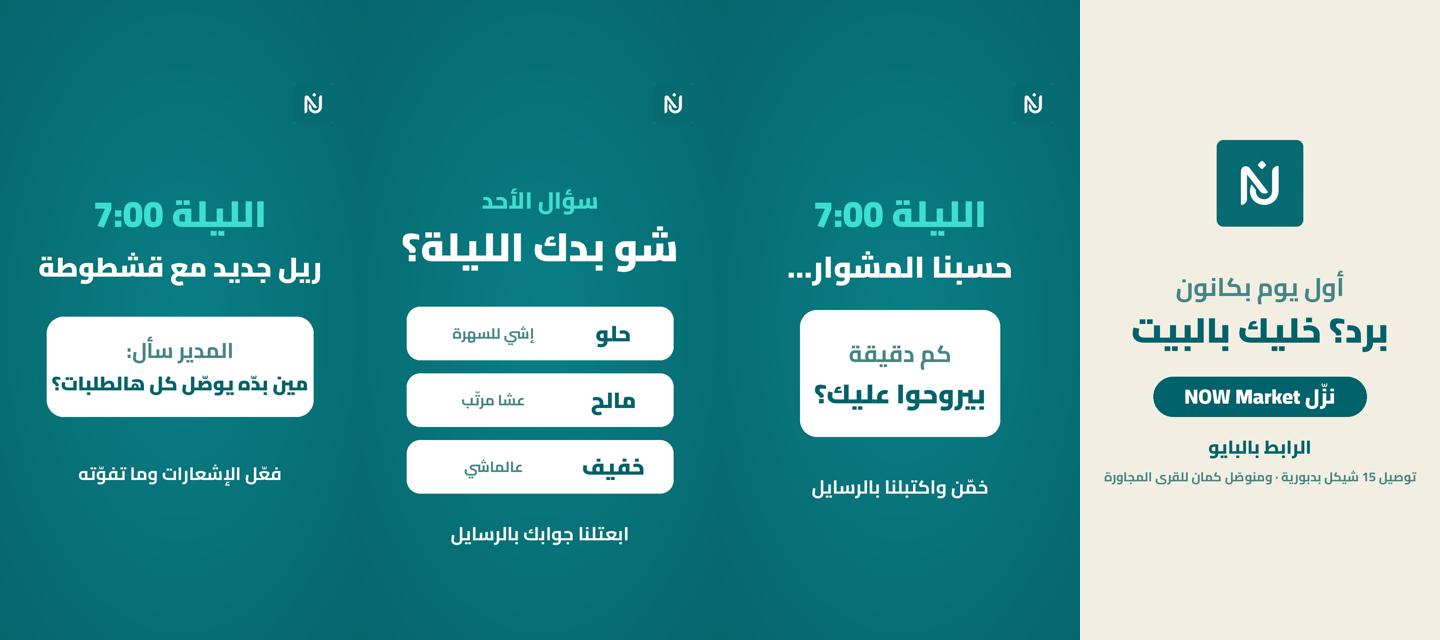 الليلة 7:00
ريل جديد مع قشطوطة
المدير سأل:
مين بدّه يوصّل كل هالطلبات؟
فعّل الإشعارات وما تفوّته
سؤال الأحد
شو بدك الليلة؟
حلو إشي للسهرة
مالح عشا مرتّب
خفيف عالماشي
ابعتلنا جوابك بالرسايل
الليلة 7:00
حسبنا المشوار...
كم دقيقة
بيروحوا عليك؟
خمّن واكتبلنا بالرسايل
أول يوم بكانون
برد؟ خليك بالبيت
نزّل NOW Market
الرابط بالبايو
توصيل 15 شيكل بدبورية · ومنوصّل كمان للقرى المجاورة